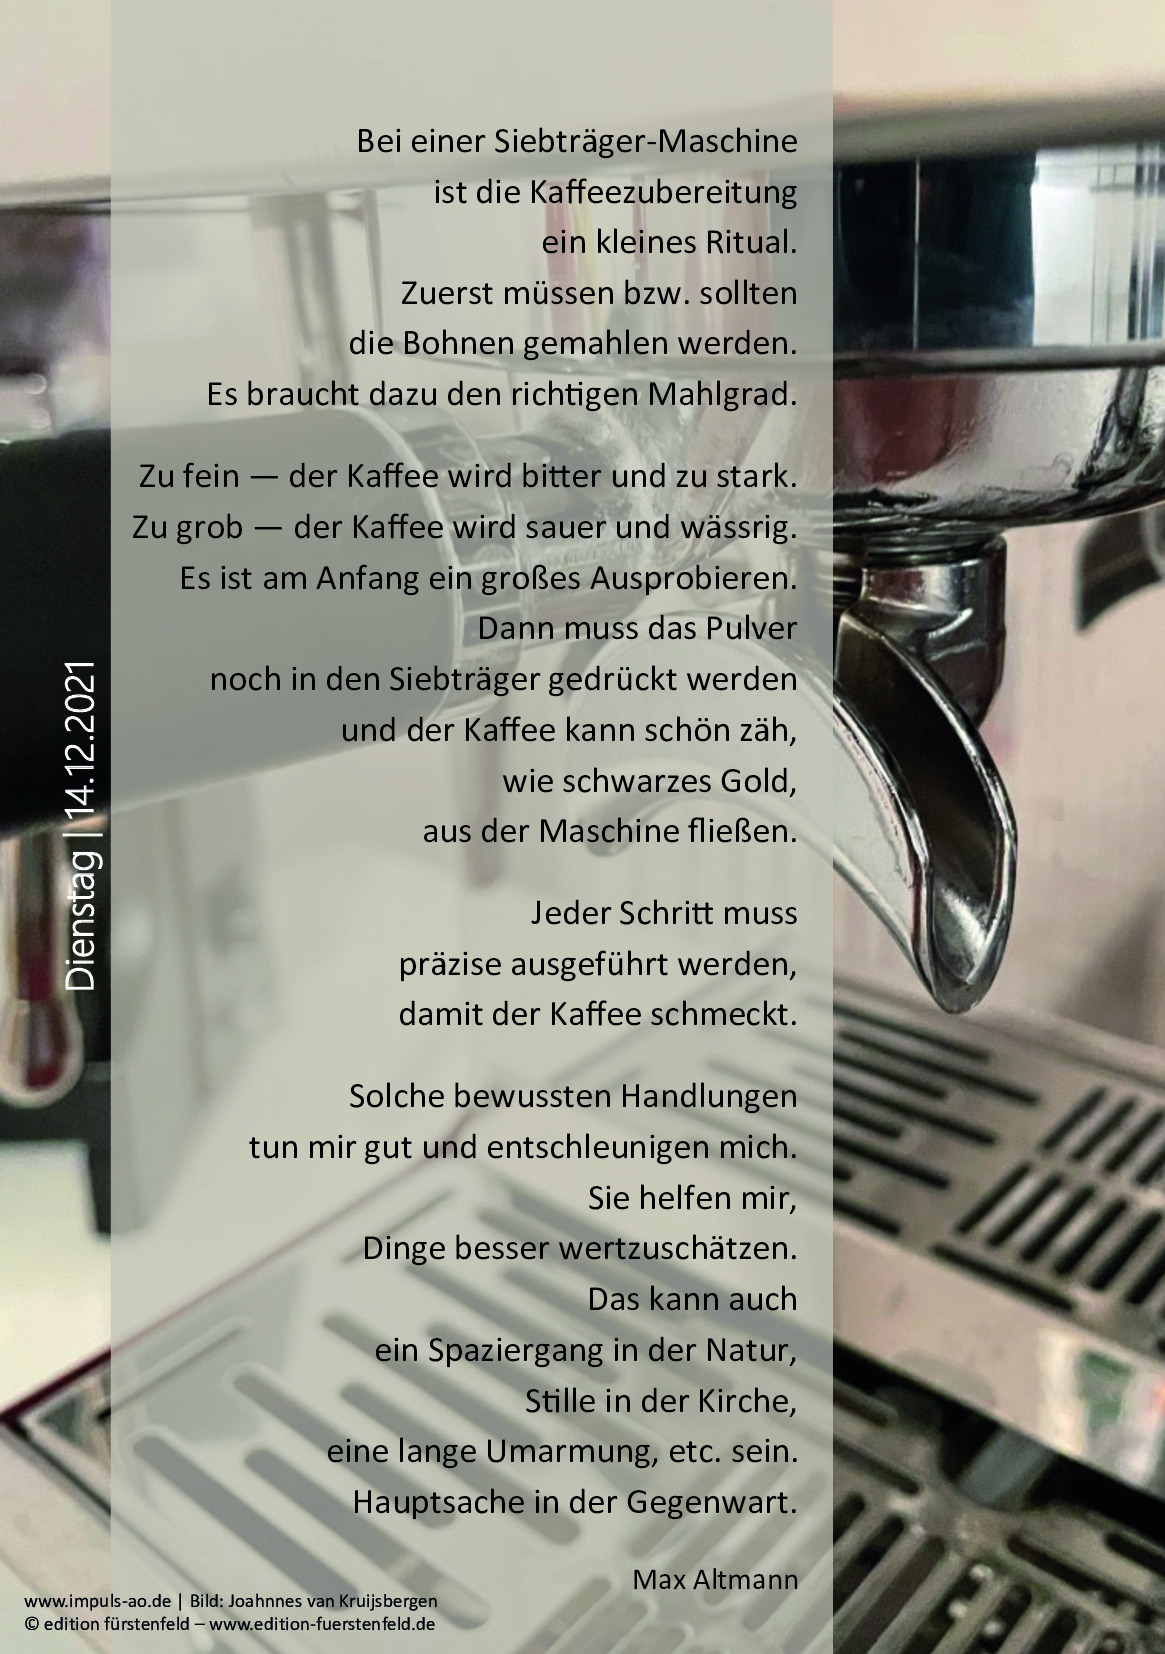 Bei einer Siebträger-Maschine
ist die Kaffeezubereitung
ein kleines Ritual.
Zuerst müssen bzw. sollten
die Bohnen gemahlen werden.
Es braucht dazu den richtigen Mahlgrad.
Zu fein — der Kaffee wird bitter und zu stark.
Zu grob — der Kaffee wird sauer und wässrig.
Es ist am Anfang ein großes Ausprobieren.
Dann muss das Pulver
noch in den Siebträger gedrückt werden
und der Kaffee kann schön zäh,
wie schwarzes Gold,
aus der Maschine fließen.
Jeder Schritt muss
präzise ausgeführt werden,
damit der Kaffee schmeckt.
Solche bewussten Handlungen
tun mir gut und entschleunigen mich.
Sie helfen mir,
Dinge besser wertzuschätzen.
Das kann auch
ein Spaziergang in der Natur,
Stille in der Kirche,
eine lange Umarmung, etc. sein.
Hauptsache in der Gegenwart.
Max Altmann
Dienstag | 14.12.2021
www.impuls-ao.de | Bild: Joahnnes van Kruijsbergen
© edition fürstenfeld – www.edition-fuerstenfeld.de